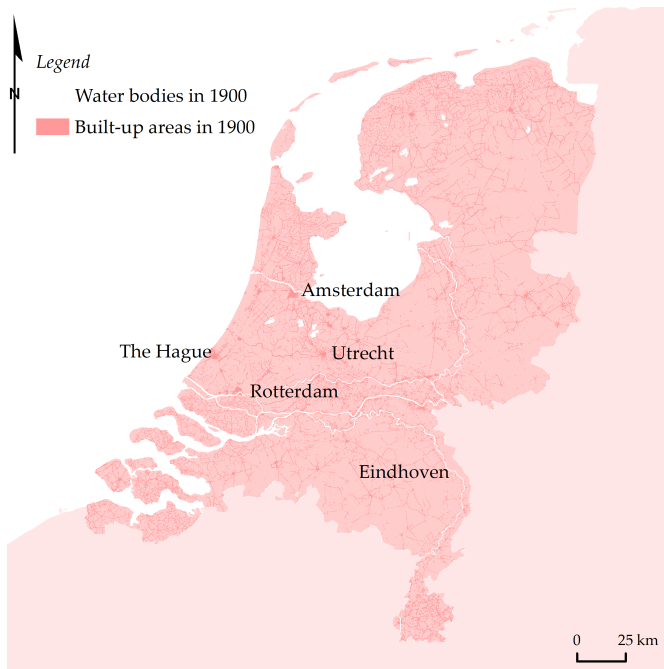 Legend
N
Water bodies in 1900
Built-up areas in 1900
Amsterdam
The Hague
Utrecht
Rotterdam
Eindhoven
0 25 km